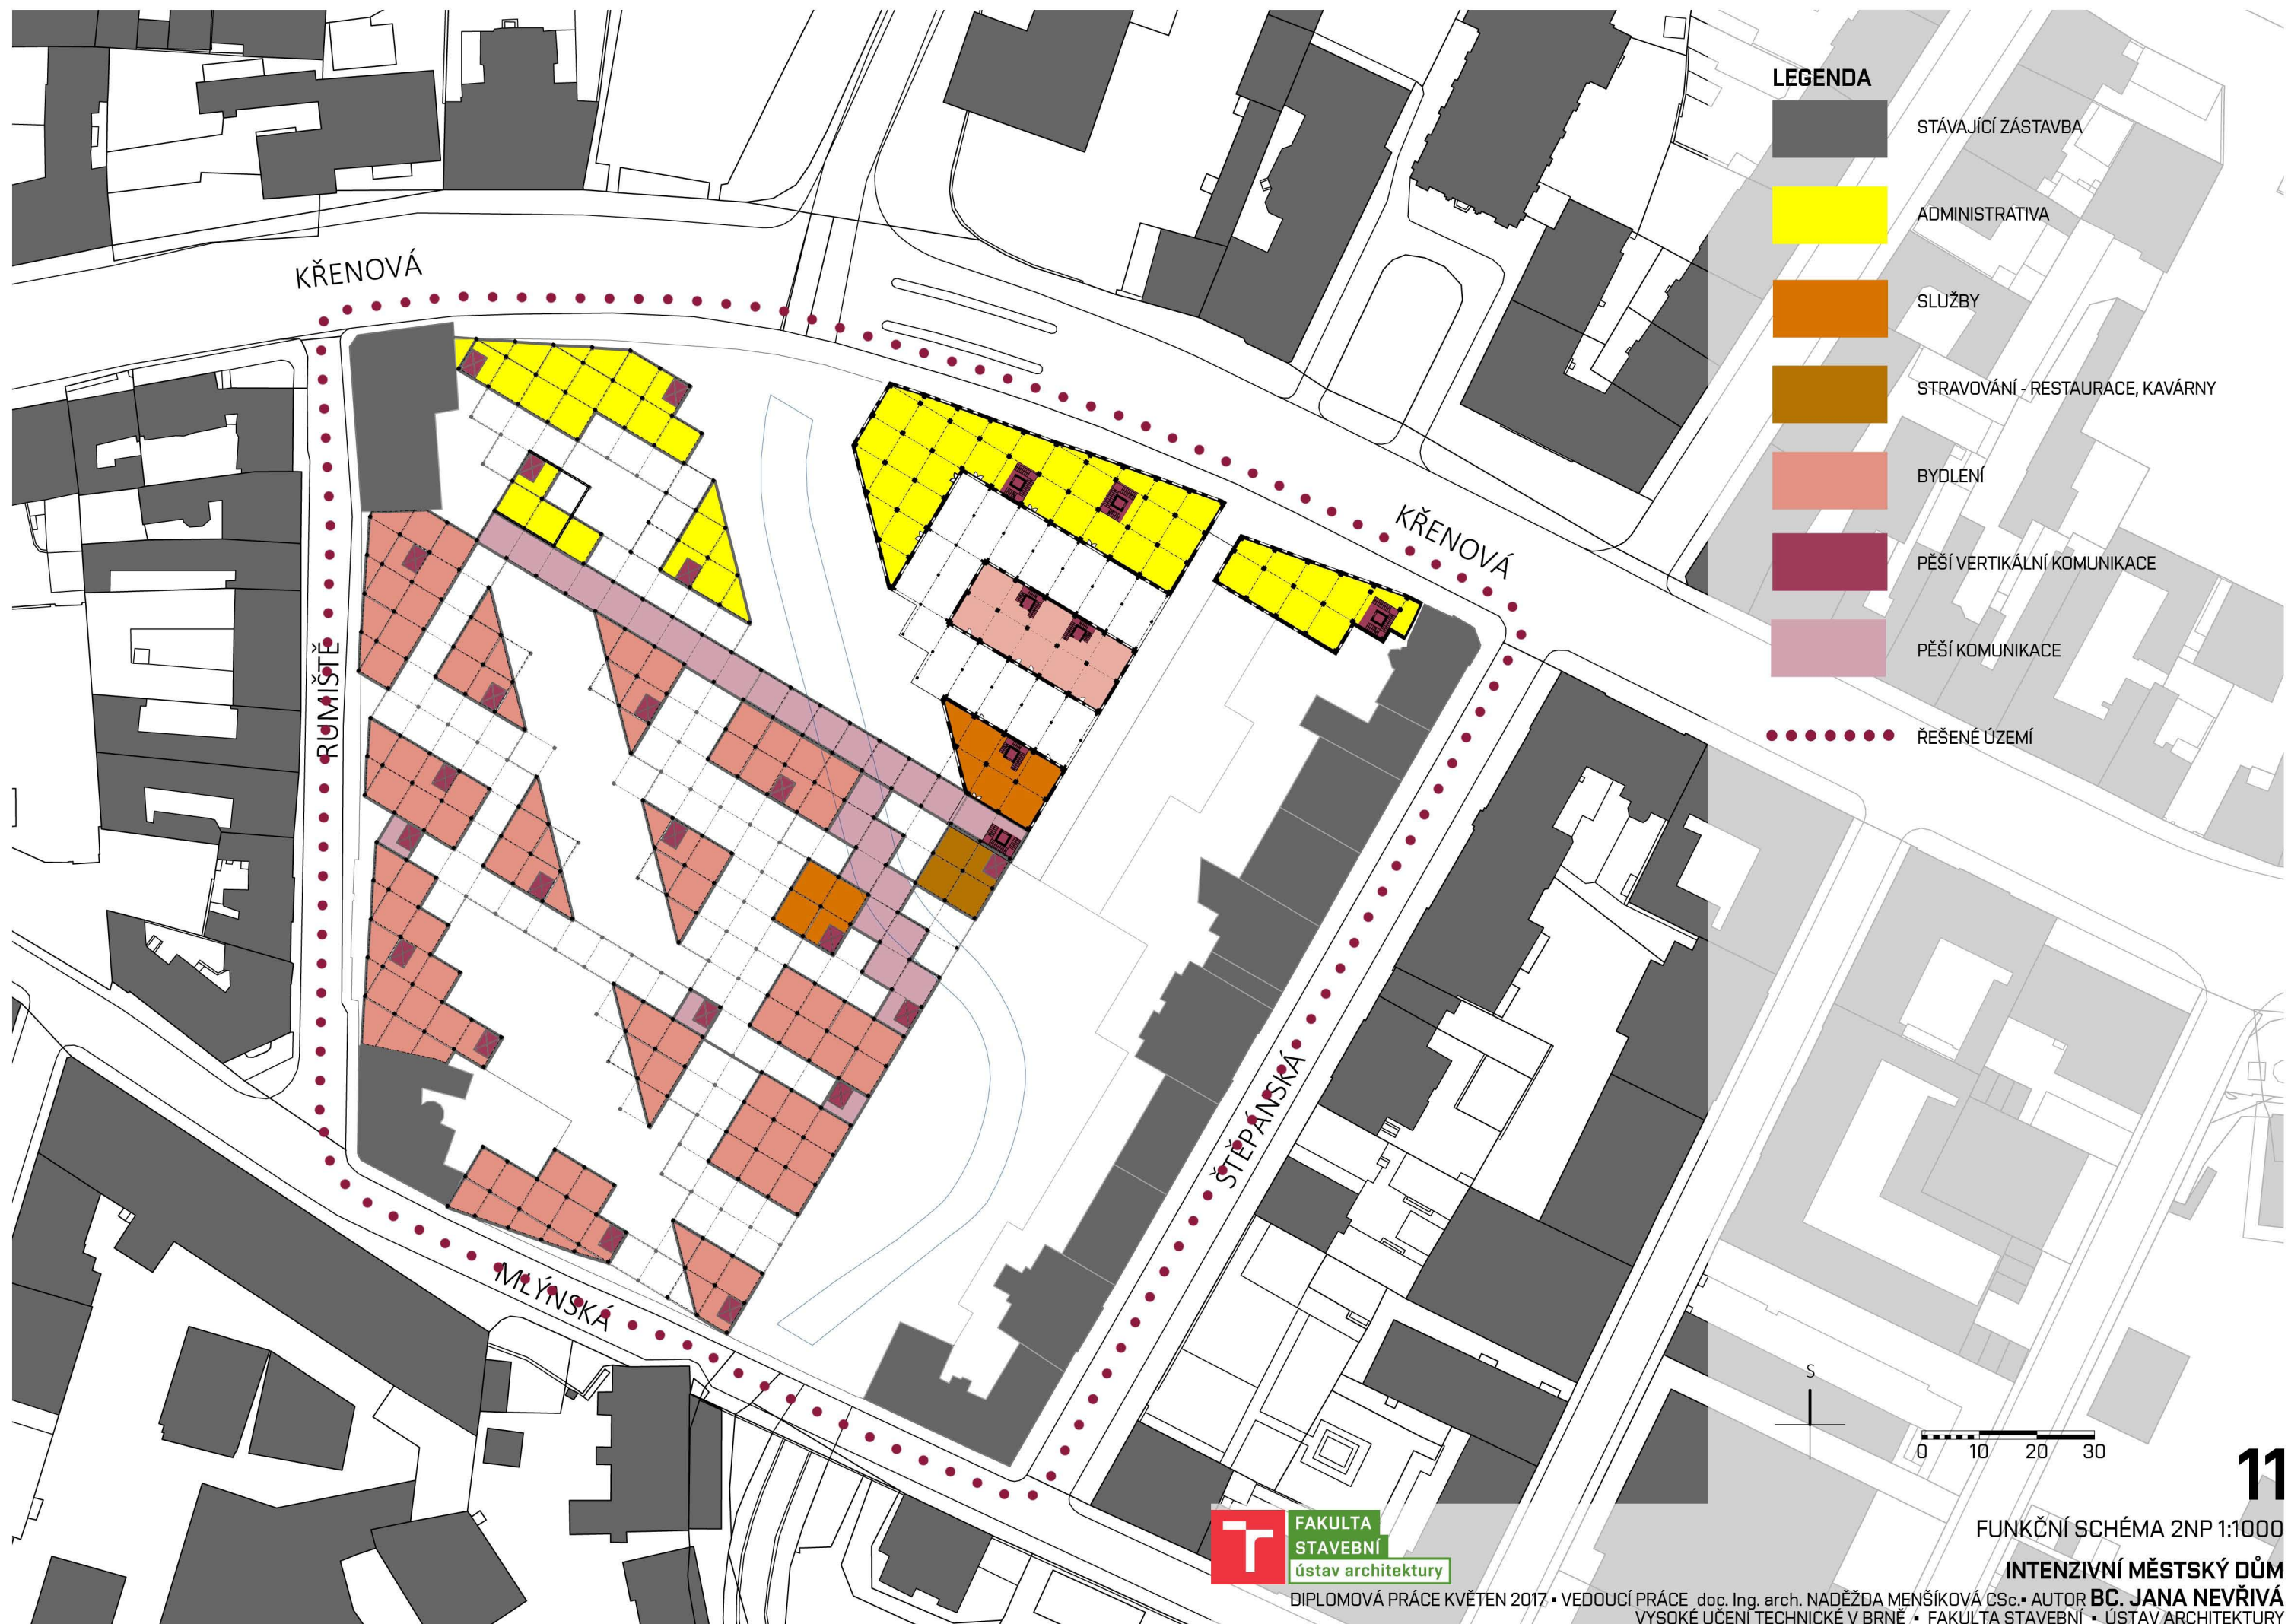 LEGENDA
STÁVAJÍCÍ ZÁSTAVBA
ADMINISTRATIVA
SLUŽBY
STRAVOVÁNÍ - RESTAURACE, KAVÁRNY
BYDLENÍ
PĚŠÍ VERTIKÁLNÍ KOMUNIKACE
PĚŠÍ KOMUNIKACE
ŘEŠENÉ ÚZEMÍ
KŘENOVÁ
KŘENOVÁ
RUMIŠTĚ
ŠTĚPÁNSKÁ
MLÝNSKÁ
S
0 10 20 30
11
FUNKČNÍ SCHÉMA 2NP 1:1000
INTENZIVNÍ MĚSTSKÝ DŮM
FAKULTA
STAVEBNÍ
ústav architektury
DIPLOMOVÁ PRÁCE KVĚTEN 2017 • VEDOUCÍ PRÁCE doc. Ing. arch. NADĚŽDA MENŠÍKOVÁ CSc. • AUTOR BC. JANA NEVŘIVÁ
VYSOKÉ UČENÍ TECHNICKÉ V BRNĚ • FAKULTA STAVEBNÍ • ÚSTAV ARCHITEKTURY